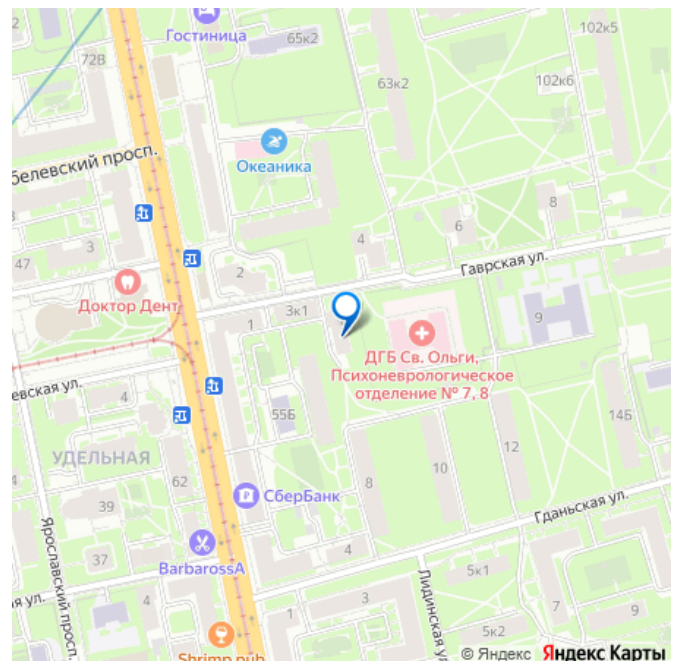 Гостиница
65к2
72В
102к5
102к6
63к2
белевский просп.
Океаника
3
47
6
8
4
2
Гаврская ул.
Доктор Дент
3к1
1
9
ДГБ Св. Ольги,
Психоневрологическое
отделение № 7, 8
евская ул.
4
55Б
14Б
УДЕЛЬНАЯ
62
12
10
8
СберБанк
4
39
Гданьская ул.
Ярославский просп.
37
BarbarossA
4
5к1
7
9
я ул.
4
1
3
Лидинская ул.
5к2
Shrimp pub
© Яндекс Яндекс Карты